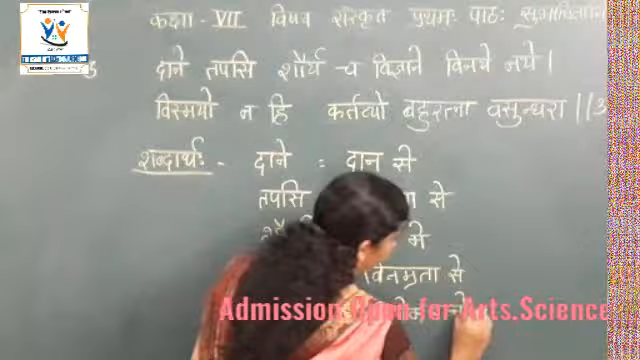 कक्षा - VII विषय संस्कृत प्रथमः पाठः
दाने तपसि शौर्ये च विज्ञाने विनये नये।
विस्मयो न हि कर्तव्यो बहुरत्ना वसुन्धरा ||3
शब्दार्थः - दाने = दान से
तपसि से
में
विनम्रता से
Admission Open for Arts,Science